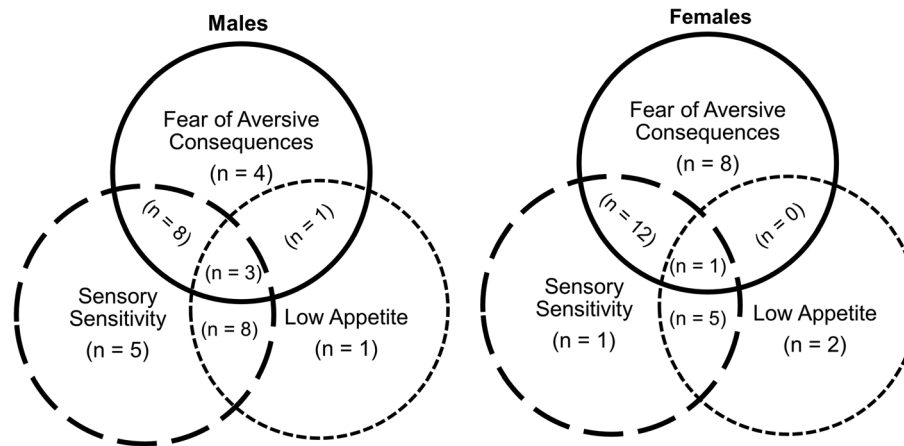 Males
Fear of Aversive
Consequences
(n = 4)
(n = 8)
(n = 1)
(n = 3)
Sensory
Sensitivity
(n = 5)
(n = 8)
Low Appetite
(n = 1)
Females
Fear of Aversive
Consequences
(n = 8)
(n = 12)
(n = 0)
(n = 1)
Sensory
Sensitivity
(n = 1)
(n = 5)
Low Appetite
(n = 2)